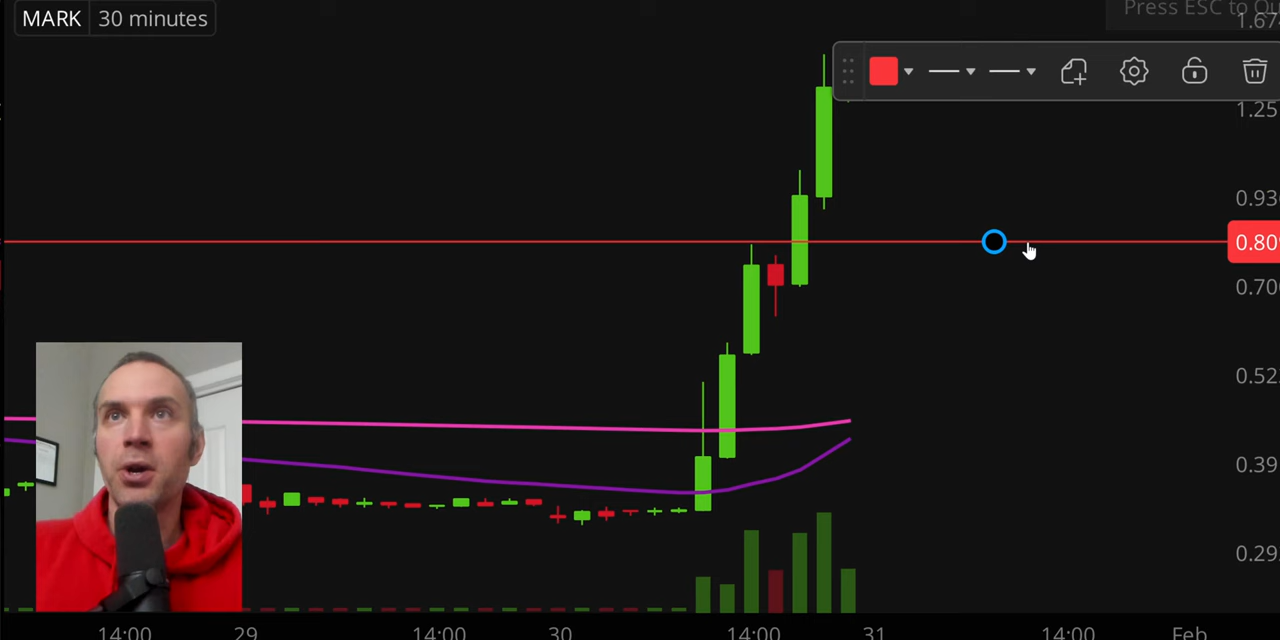 MARK 30 minutes
Press ESC to Qu
1.67
1.25
0.93
0.80
0.70
0.52
0.39
0.29
14:00 29 14:00 30 14:00 31 14:00 Feb